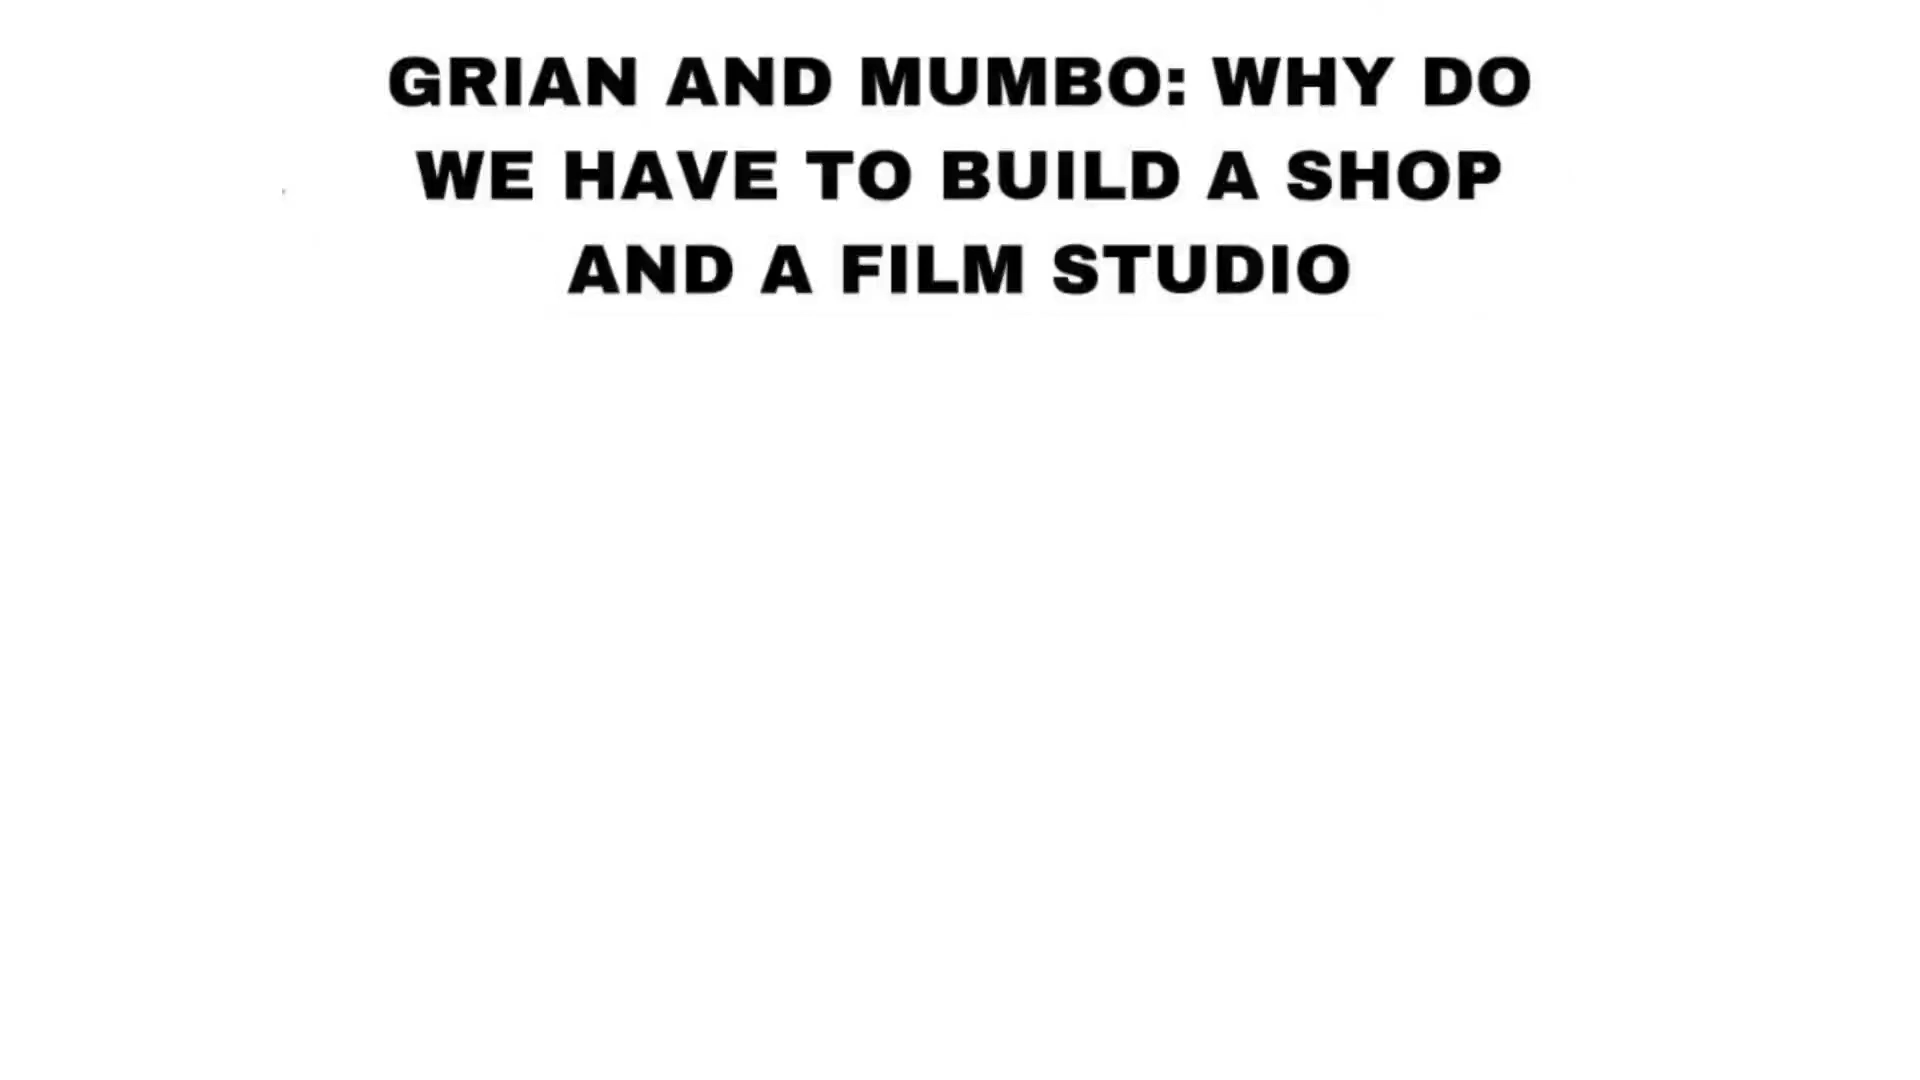 GRIAN AND MUMBO: WHY DO
WE HAVE TO BUILD A SHOP
AND A FILM STUDIO